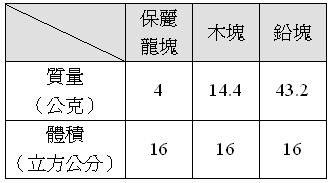 保麗龍塊 木塊 鉛塊
質量（公克） 4 14.4 43.2
體積（立方公分） 16 16 16